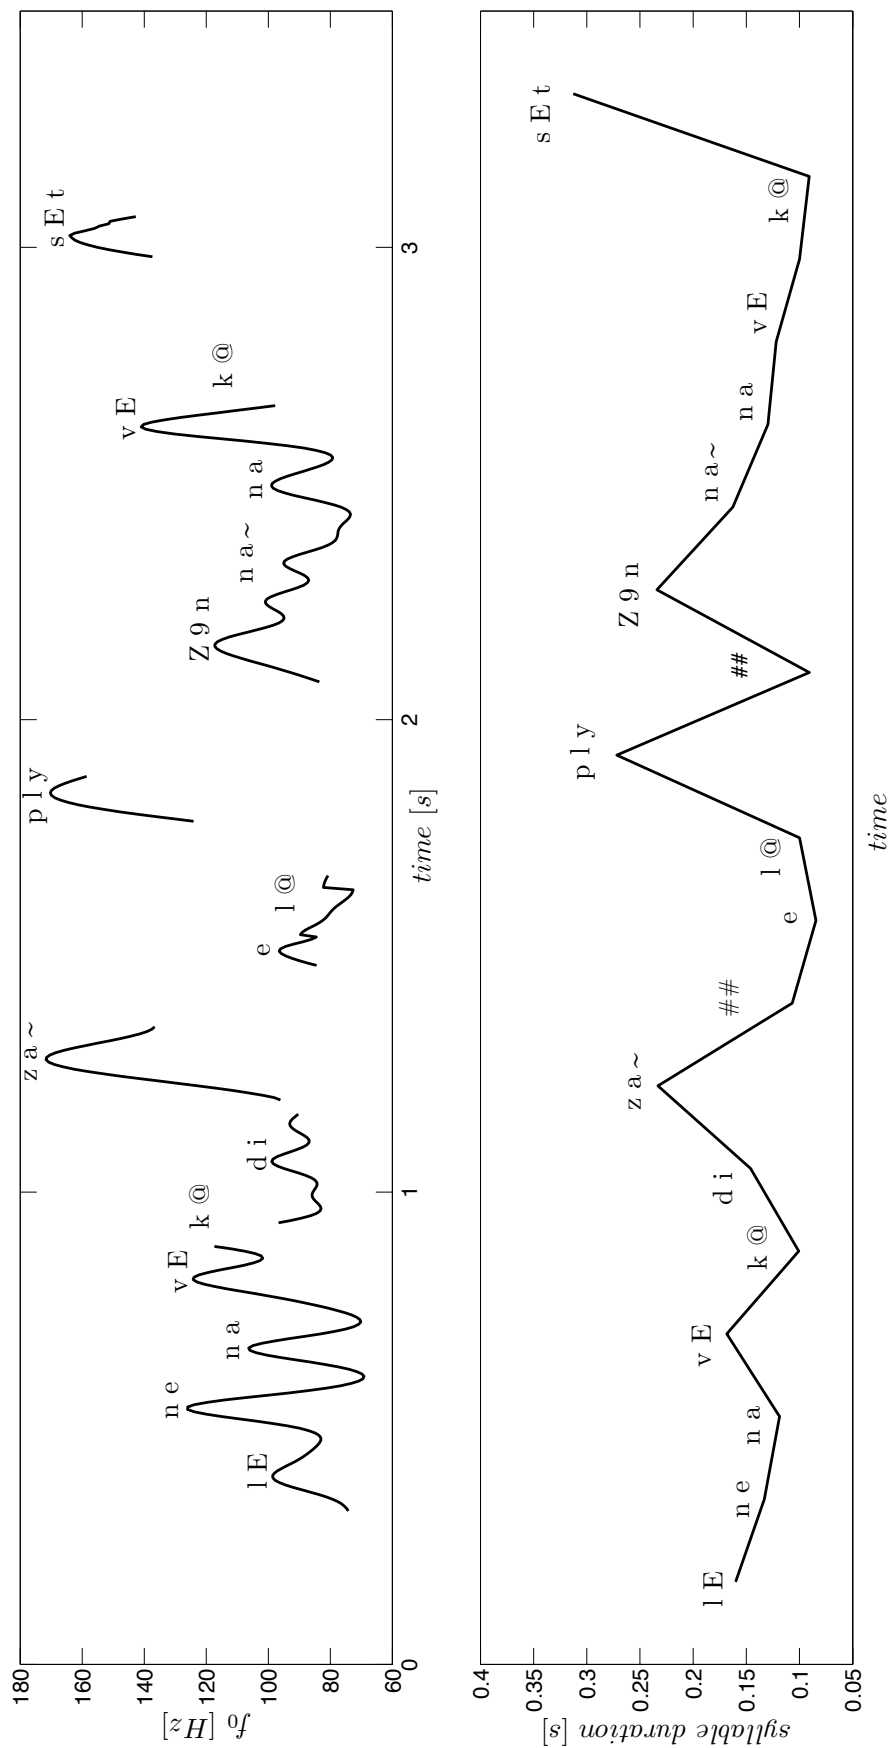 180
160
140
120
100
80
60
f₀ [Hz]
l E
n e
n a
v E
k @
d i
z a ~
e
l @
p l y
Z 9 n
n a ~
n a
v E
k @
s E t
0
1
2
3
time [s]
0.4
0.35
0.3
0.25
0.2
0.15
0.1
0.05
syllable duration [s]
l E
n e
n a
v E
k @
d i
z a ~
##
e
l @
p l y
##
Z 9 n
n a ~
n a
v E
k @
s E t
time